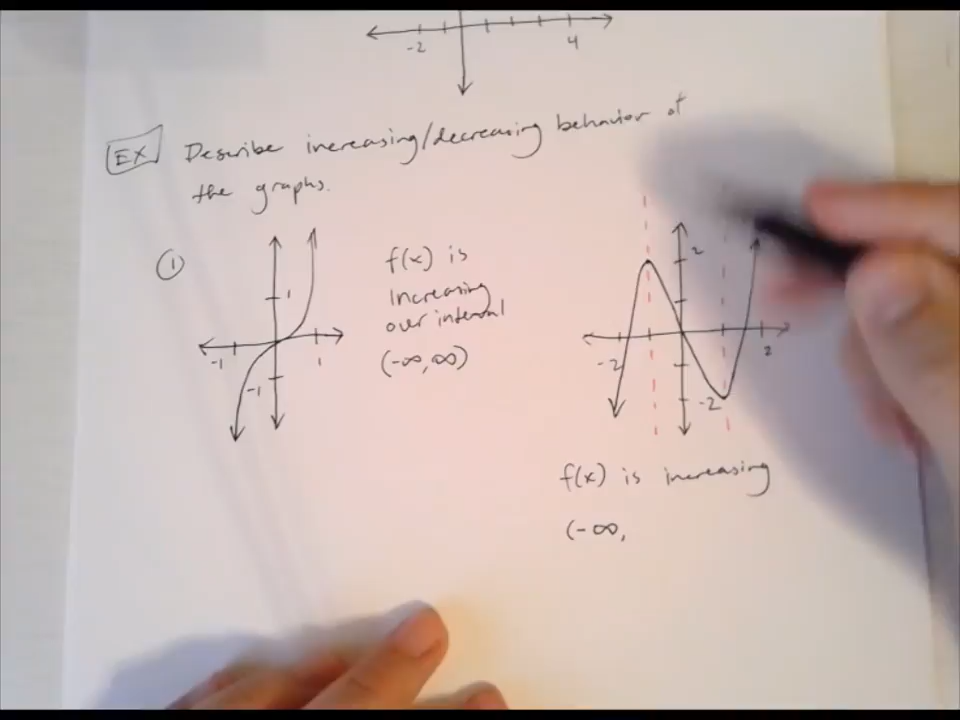 -2 4
EX Describe increasing/decreasing behavior of
the graphs.
1
1
-1 1
-1
f(x) is
Increasing
over interval
(-∞,∞)
2
-2 2
-2
f(x) is increasing
(-∞,